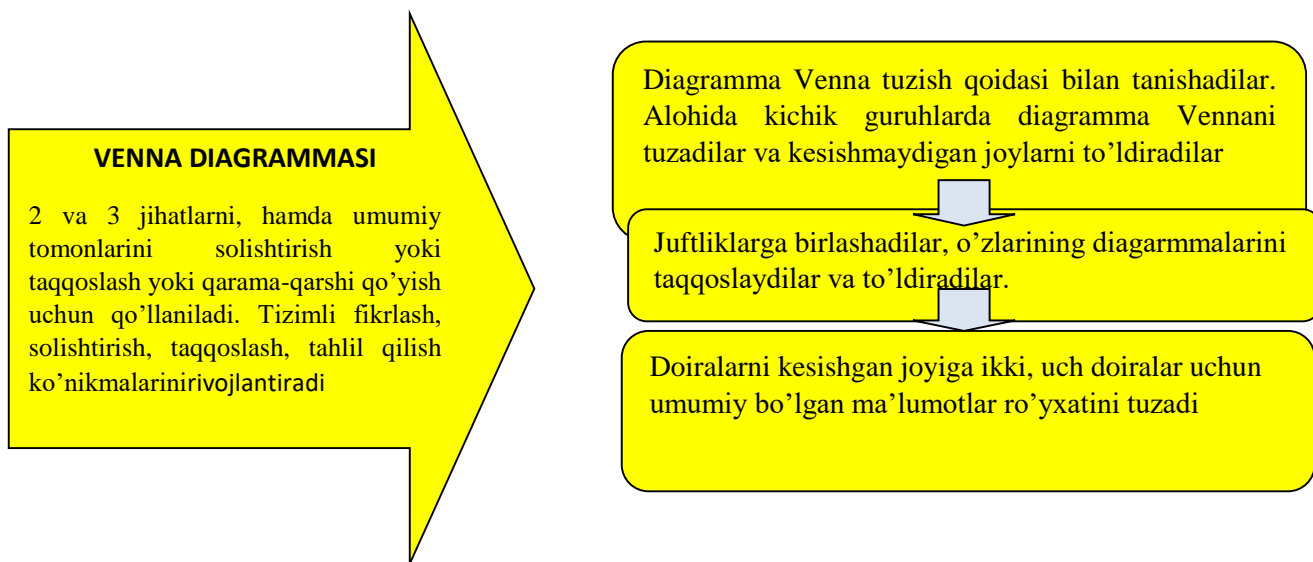 VENNA DIAGRAMMASI
2 va 3 jihatlarni, hamda umumiy
tomonlarini solishtirish yoki
taqqoslash yoki qarama-qarshi qo’yish
uchun qo’llaniladi. Tizimli fikrlash,
solishtirish, taqqoslash, tahlil qilish
ko’nikmalarinirivojlantiradi
Diagramma Venna tuzish qoidasi bilan tanishadilar.
Alohida kichik guruhlarda diagramma Vennani
tuzadilar va kesishmaydigan joylarni to’ldiradilar
Juftliklarga birlashadilar, o’zlarining diagarmmalarini
taqqoslaydilar va to’ldiradilar.
Doiralarni kesishgan joyiga ikki, uch doiralar uchun
umumiy bo’lgan ma’lumotlar ro’yxatini tuzadi